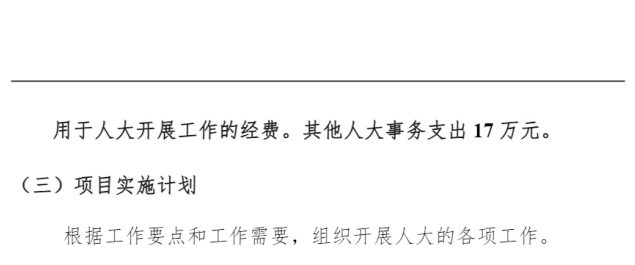 用于人大开展工作的经费。其他人大事务支出 17 万元。
（三）项目实施计划
根据工作要点和工作需要，组织开展人大的各项工作。